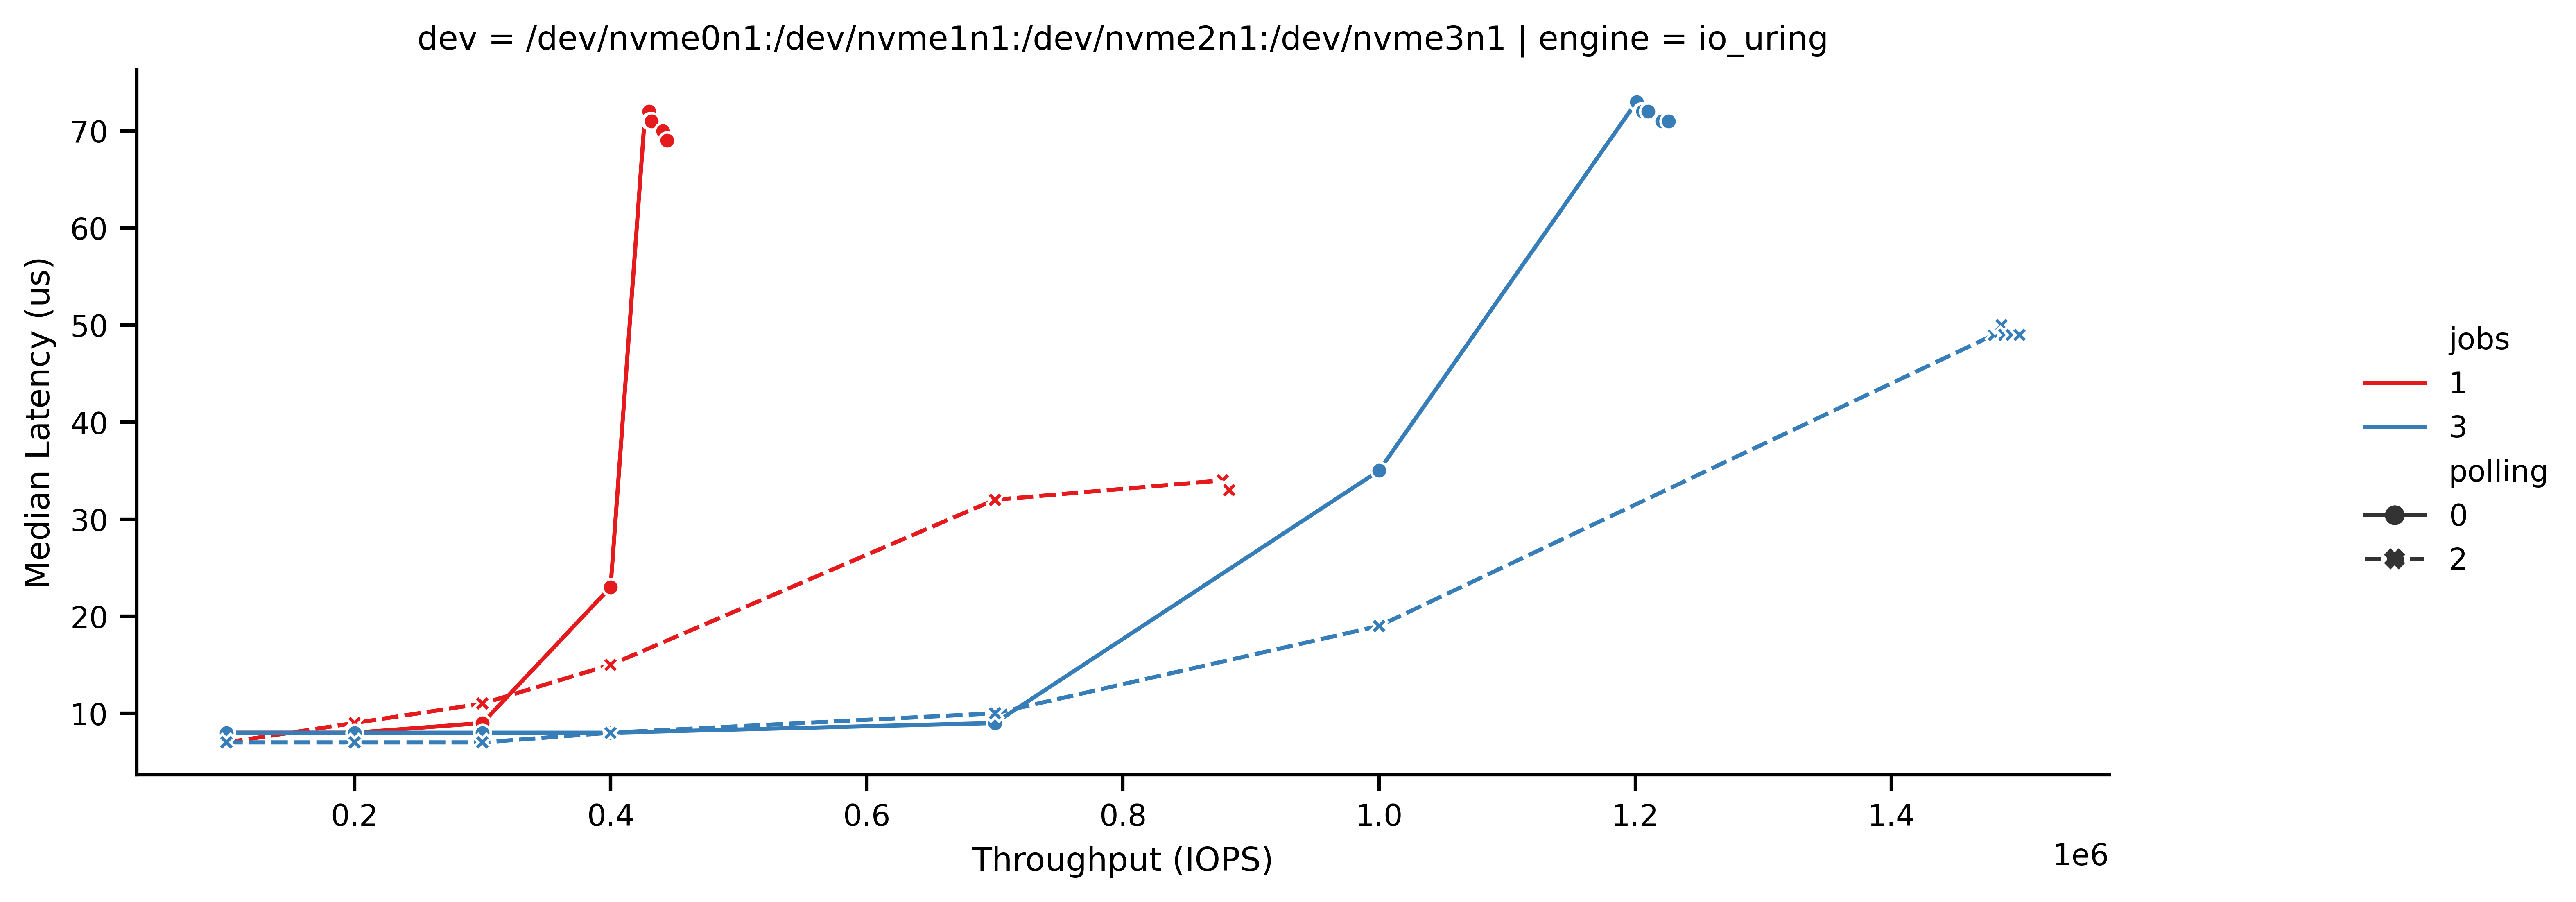 dev = /dev/nvme0n1:/dev/nvme1n1:/dev/nvme2n1:/dev/nvme3n1 | engine = io_uring
Median Latency (us)
70
60
50
40
30
20
10
0.2 0.4 0.6 0.8 1.0 1.2 1.4
1e6
Throughput (IOPS)
jobs
1
3
polling
0
2